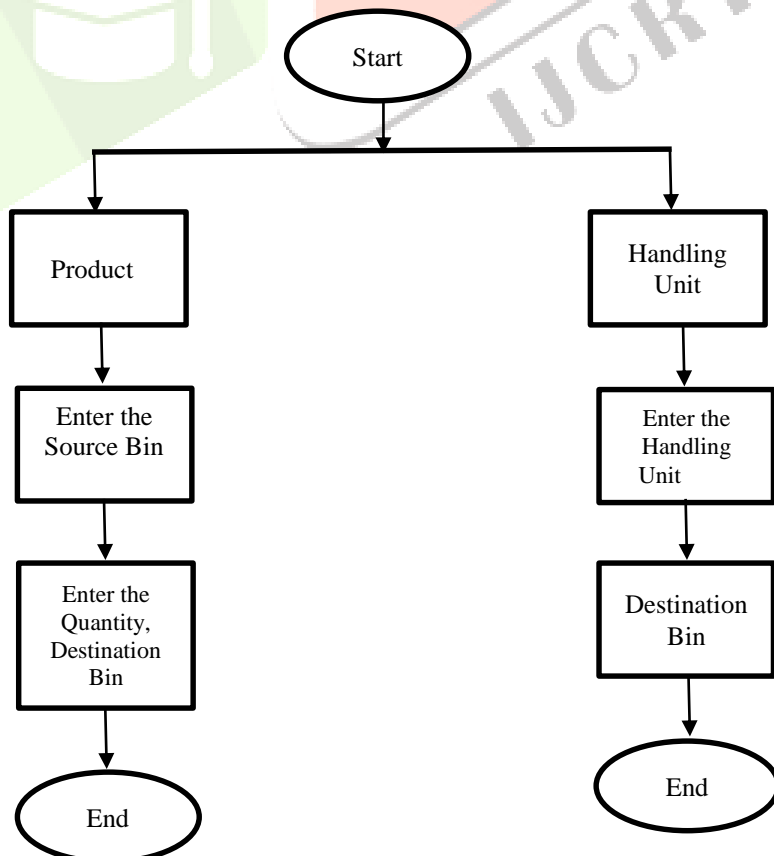 Start
IJCRT
Product
Handling
Unit
Enter the
Source Bin
Enter the
Handling
Unit
Enter the
Quantity,
Destination
Bin
Destination
Bin
End
End